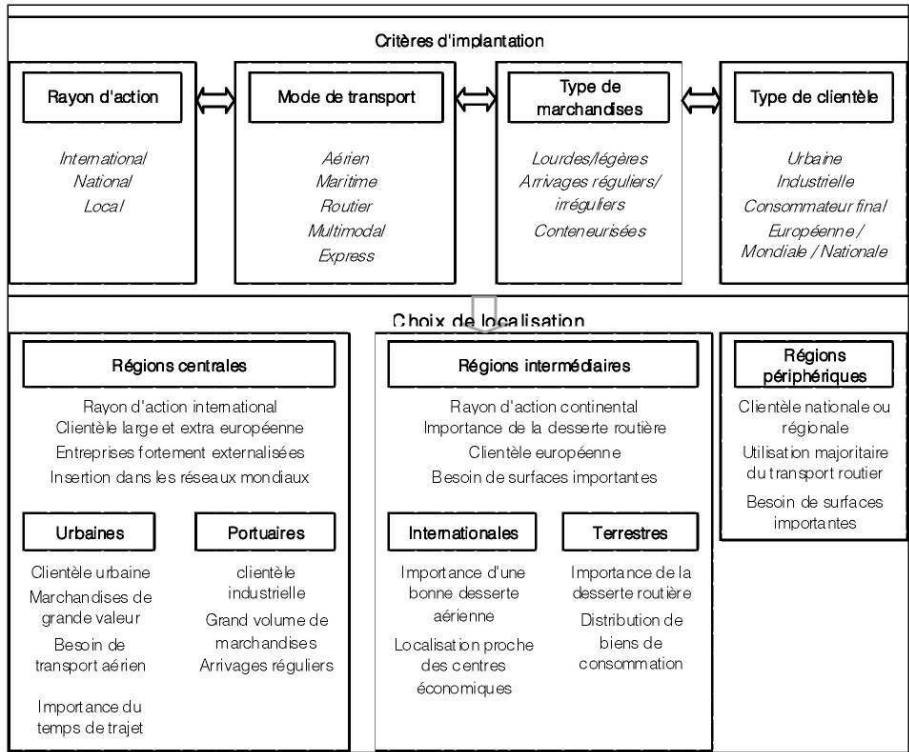 Critères d'implantation
Rayon d'action
International
National
Local
Mode de transport
Aérien
Maritime
Routier
Multimodal
Express
Type de
marchandises
Lourdes/légères
Arrivages réguliers/
irréguliers
Conteneurisées
Type de clientèle
Urbaine
Industrielle
Consommateur final
Européenne /
Mondiale / Nationale
Choix de localisation
Régions centrales
Rayon d'action international
Clientèle large et extra européenne
Entreprises fortement externalisées
Insertion dans les réseaux mondiaux
Urbaines
Clientèle urbaine
Marchandises de
grande valeur
Besoin de
transport aérien
Importance du
temps de trajet
Portuaires
clientèle
industrielle
Grand volume de
marchandises
Arrivages réguliers
Régions intermédiaires
Rayon d'action continental
Importance de la desserte routière
Clientèle européenne
Besoin de surfaces importantes
Internationales
Importance d'une
bonne desserte
aérienne
Localisation proche
des centres
économiques
Terrestres
Importance de la
desserte routière
Distribution de
biens de
consommation
Régions
périphériques
Clientèle nationale ou
régionale
Utilisation majoritaire
du transport routier
Besoin de surfaces
importantes